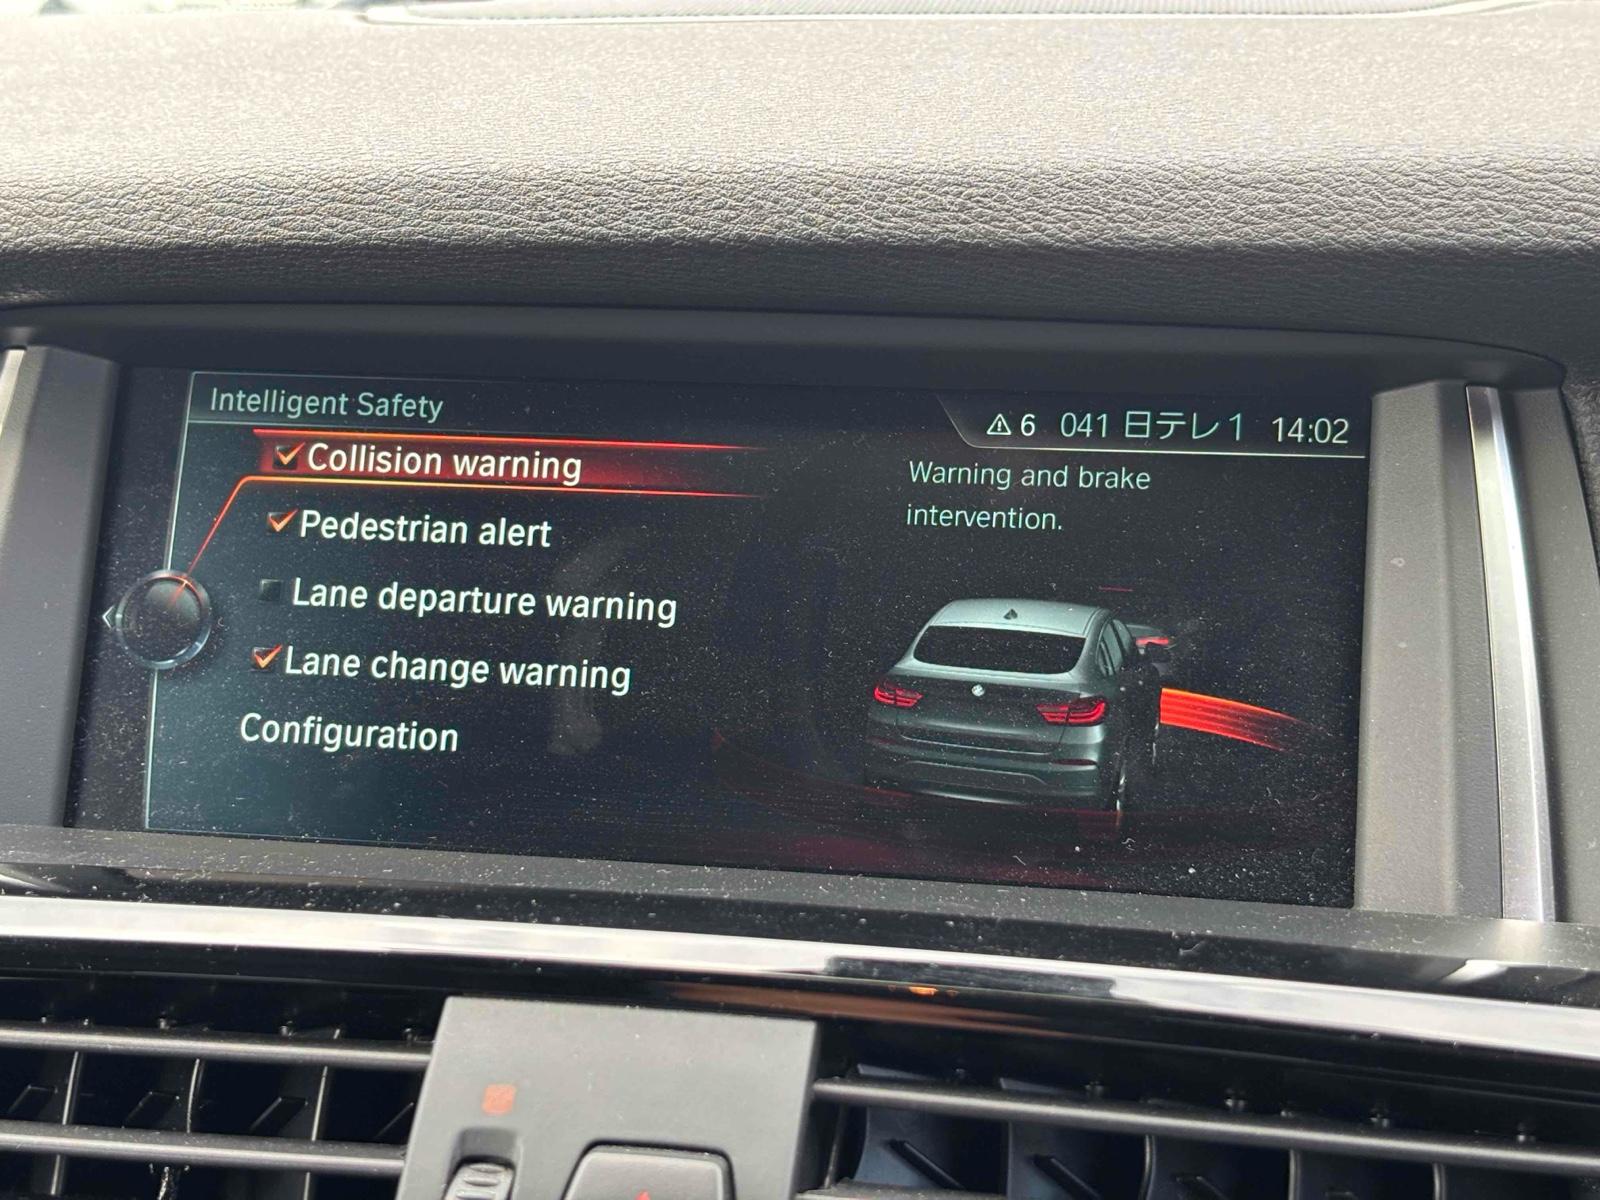 Intelligent Safety
6 041 日テレ1 14:02
Collision warning
Pedestrian alert
Lane departure warning
Lane change warning
Configuration
Warning and brake
intervention.